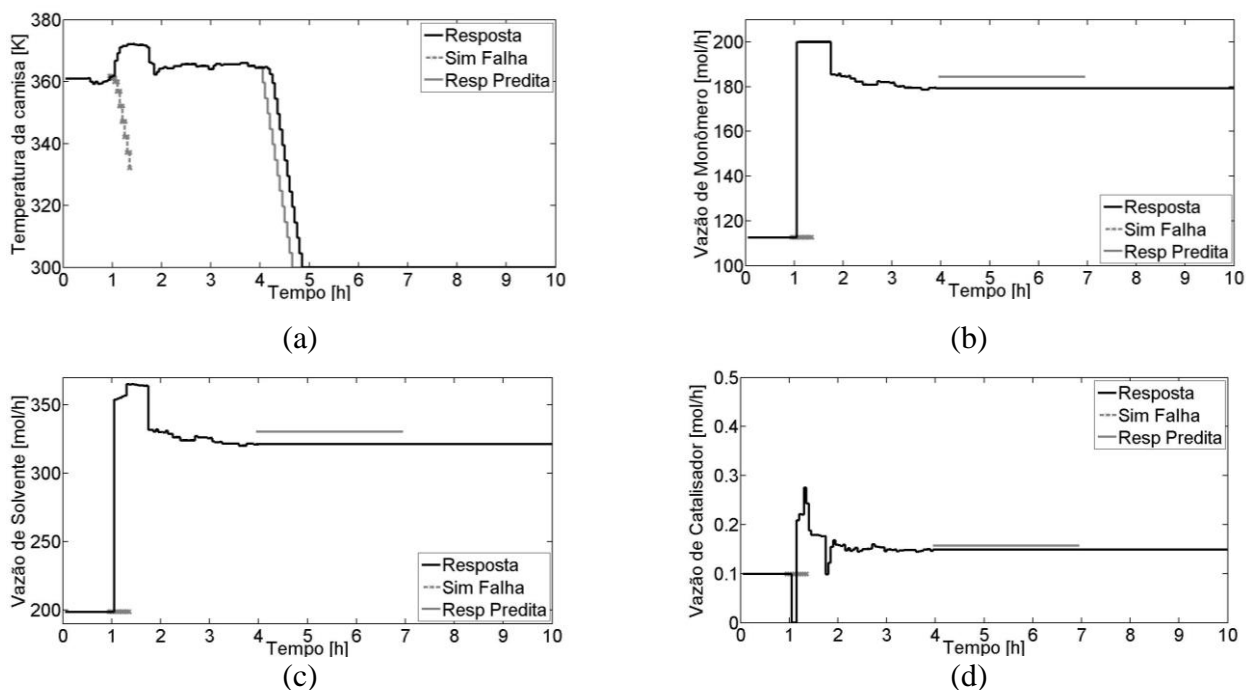 Temperatura da camisa [K]
380
360
340
320
300
0 1 2 3 4 5 6 7 8 9 10
Tempo [h]
Resposta
Sim Falha
Resp Predita
(a)
Vazão de Monômero [mol/h]
200
180
160
140
120
100
0 1 2 3 4 5 6 7 8 9 10
Tempo [h]
Resposta
Sim Falha
Resp Predita
(b)
Vazão de Solvente [mol/h]
350
300
250
200
0 1 2 3 4 5 6 7 8 9 10
Tempo [h]
Resposta
Sim Falha
Resp Predita
(c)
Vazão de Catalisador [mol/h]
0.5
0.4
0.3
0.2
0.1
0
0 1 2 3 4 5 6 7 8 9 10
Tempo [h]
Resposta
Sim Falha
Resp Predita
(d)